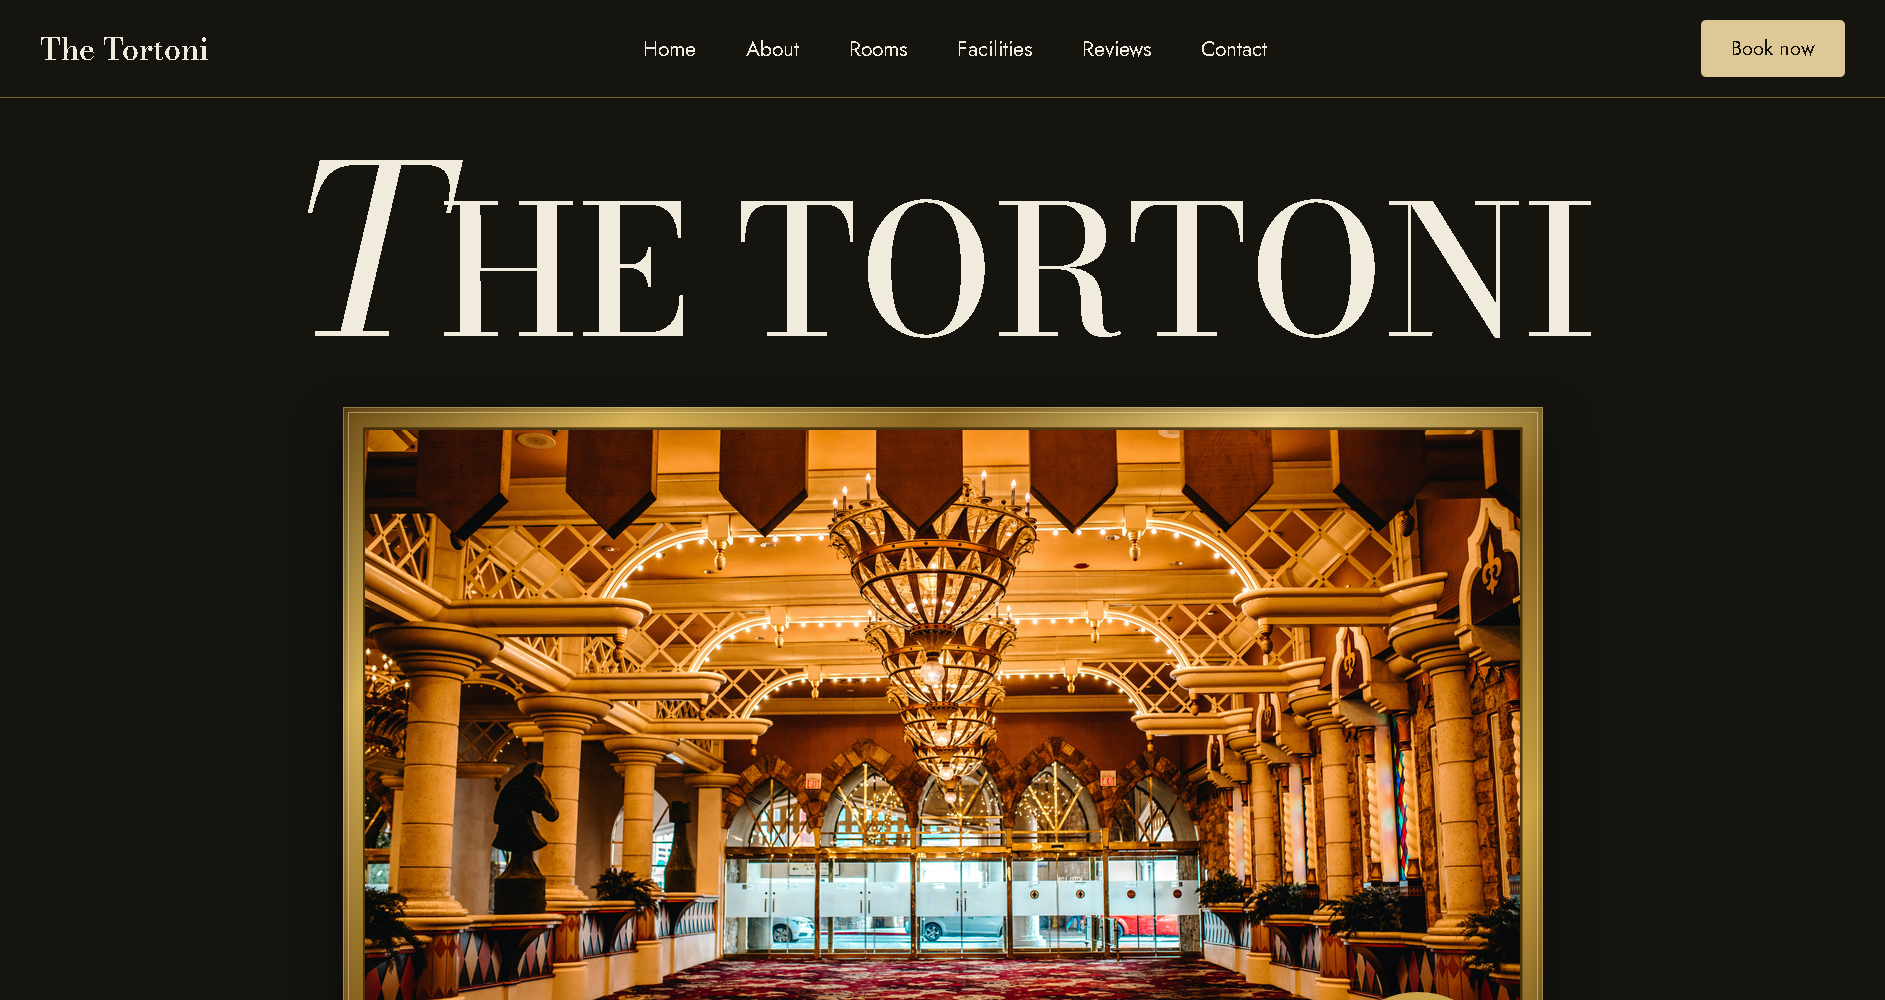 The Tortoni
Home
About
Rooms
Facilities
Reviews
Contact
Book now
THE TORTONI